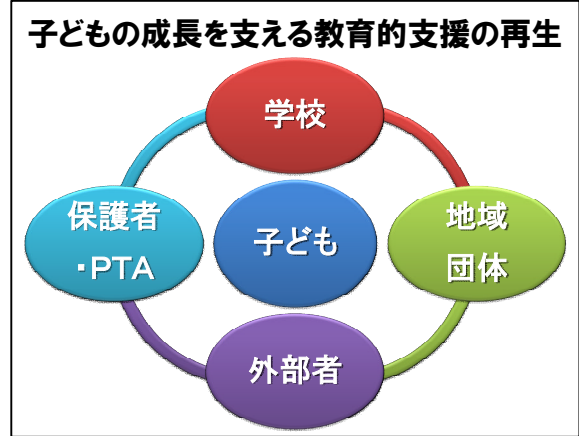 子どもの成長を支える教育的支援の再生
学校
保護者
・PTA
子ども
地域
団体
外部者